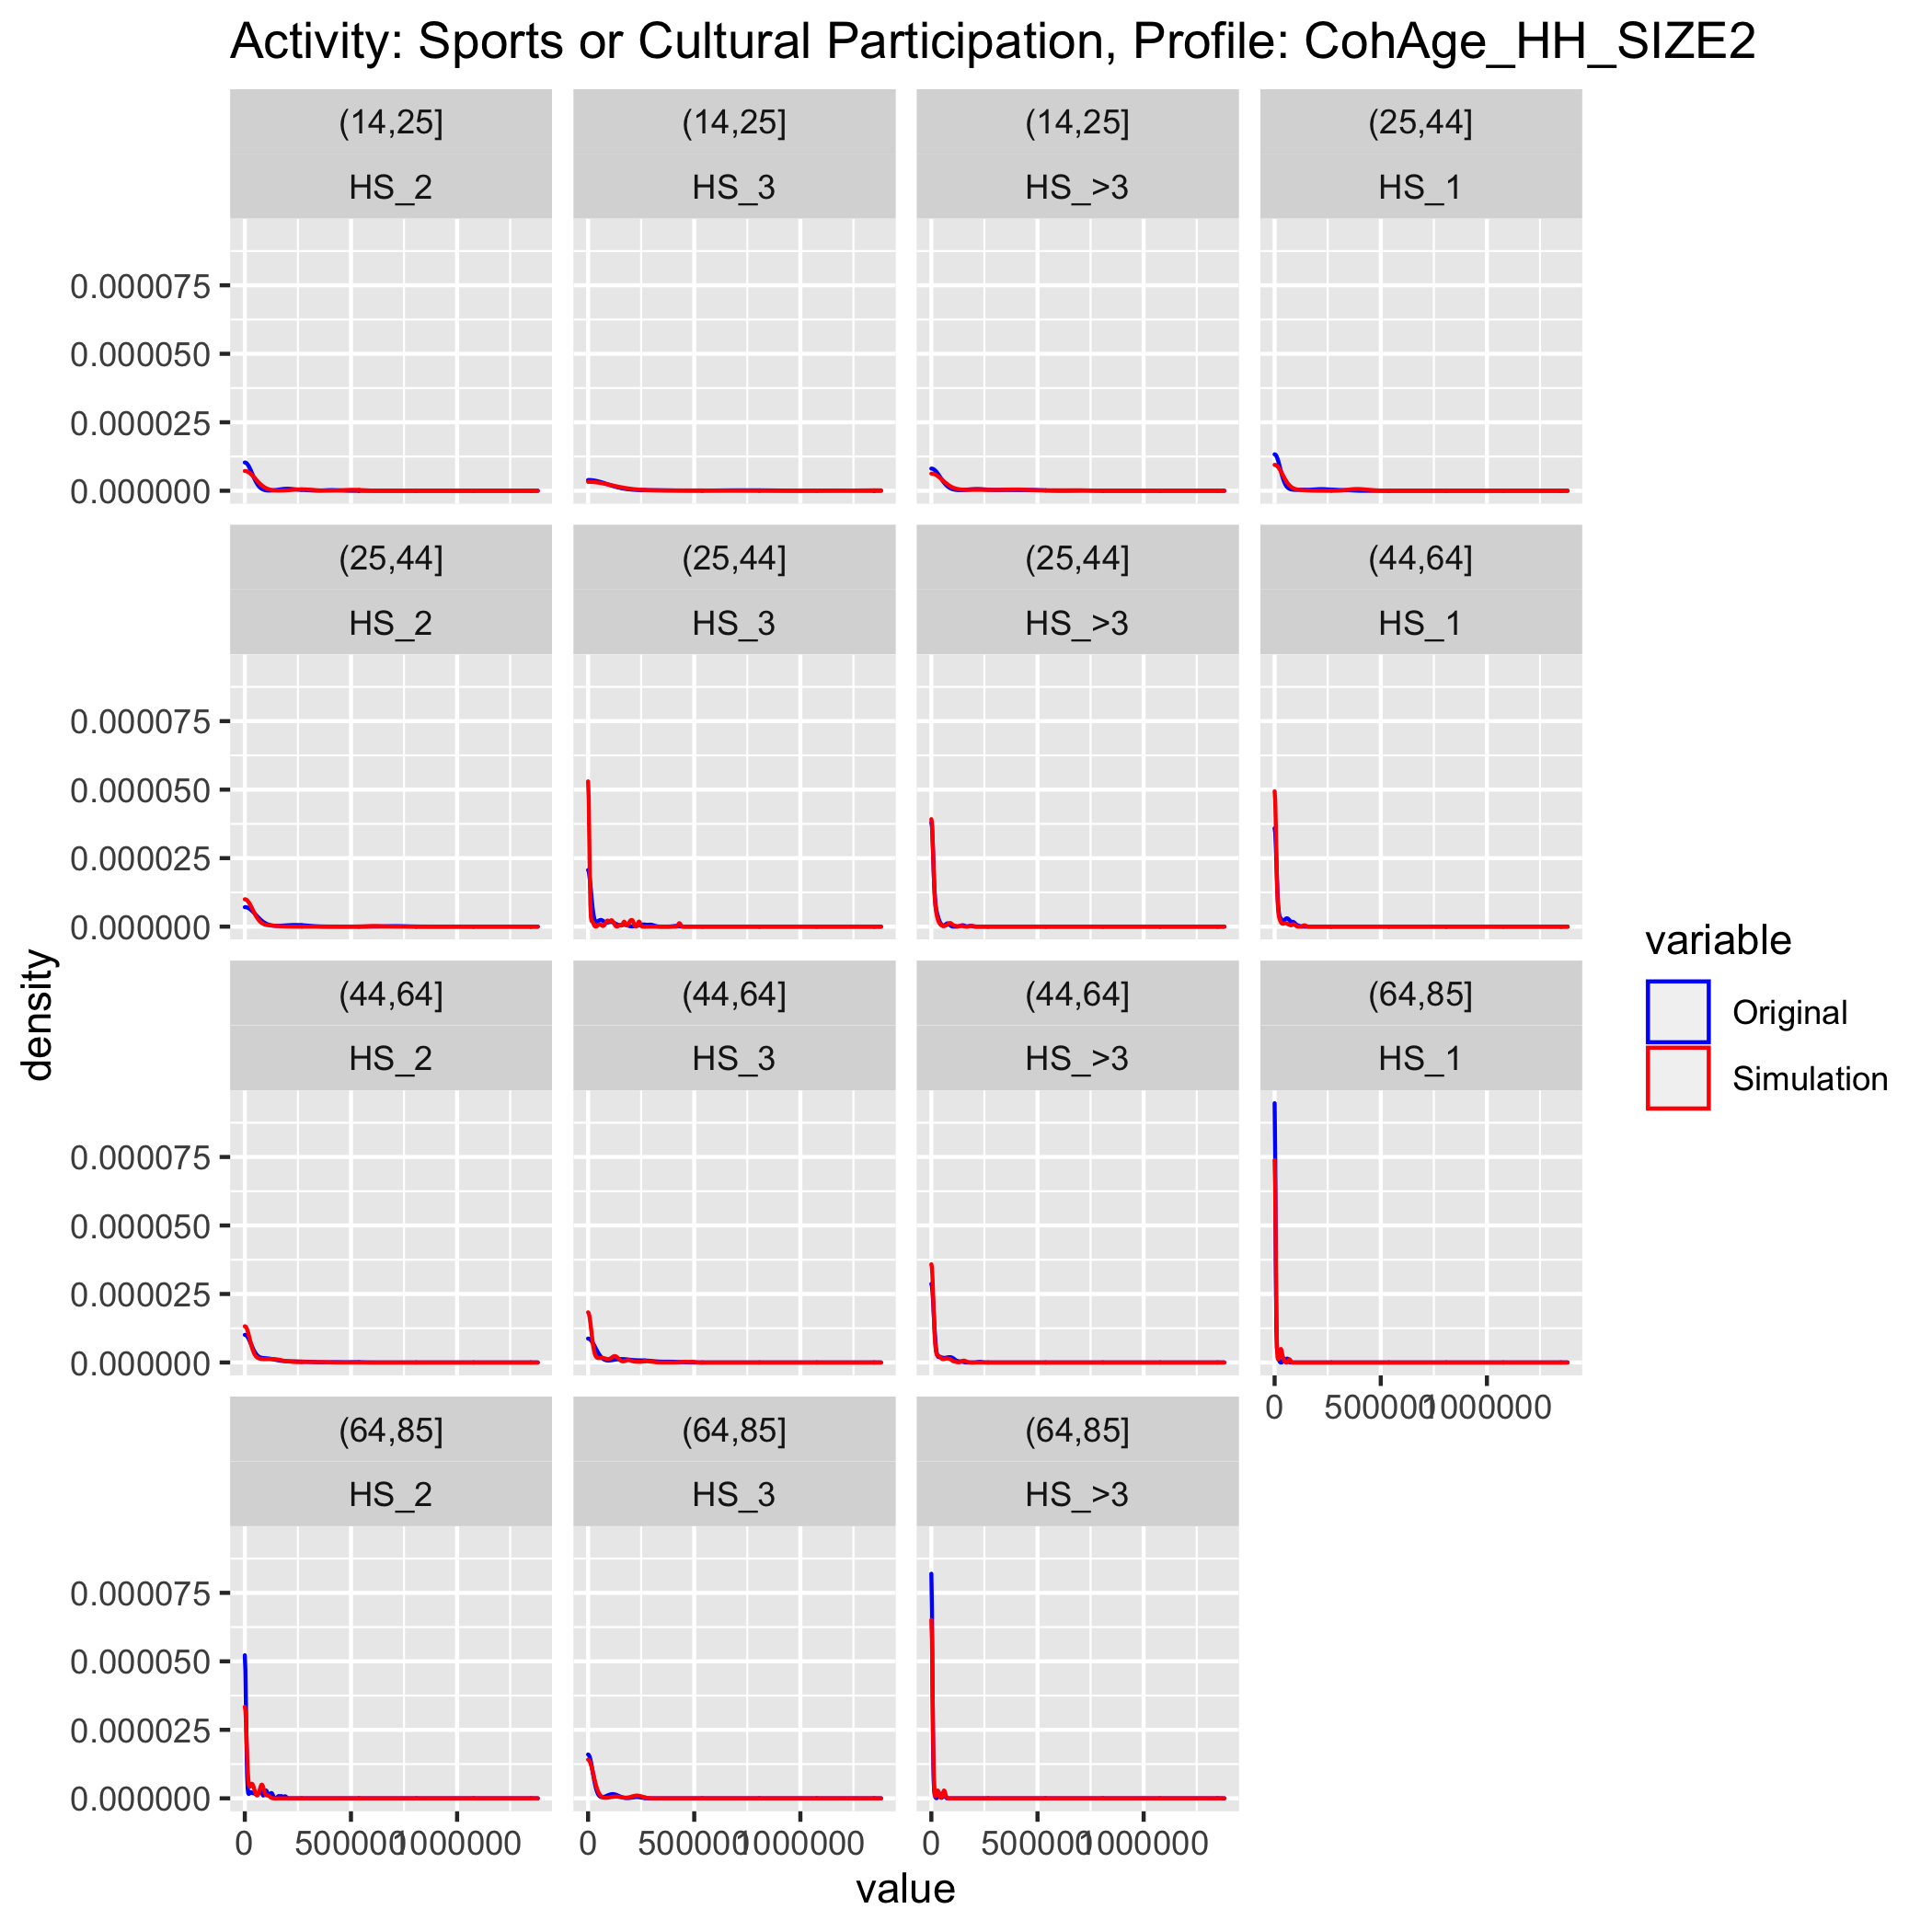 Activity: Sports or Cultural Participation, Profile: CohAge_HH_SIZE2
(14,25] (14,25] (14,25] (25,44]
HS_2 HS_3 HS_>3 HS_1
0.000075
0.000050
0.000025
0.000000
(25,44] (25,44] (25,44] (44,64]
HS_2 HS_3 HS_>3 HS_1
0.000075
0.000050
0.000025
0.000000
(44,64] (44,64] (44,64] (64,85]
HS_2 HS_3 HS_>3 HS_1
0.000075
0.000050
0.000025
0.000000
0 500000 1000000
(64,85] (64,85] (64,85]
HS_2 HS_3 HS_>3
0.000075
0.000050
0.000025
0.000000
0 500000 1000000 0 500000 1000000 0 500000 1000000
value
density
variable
Original
Simulation